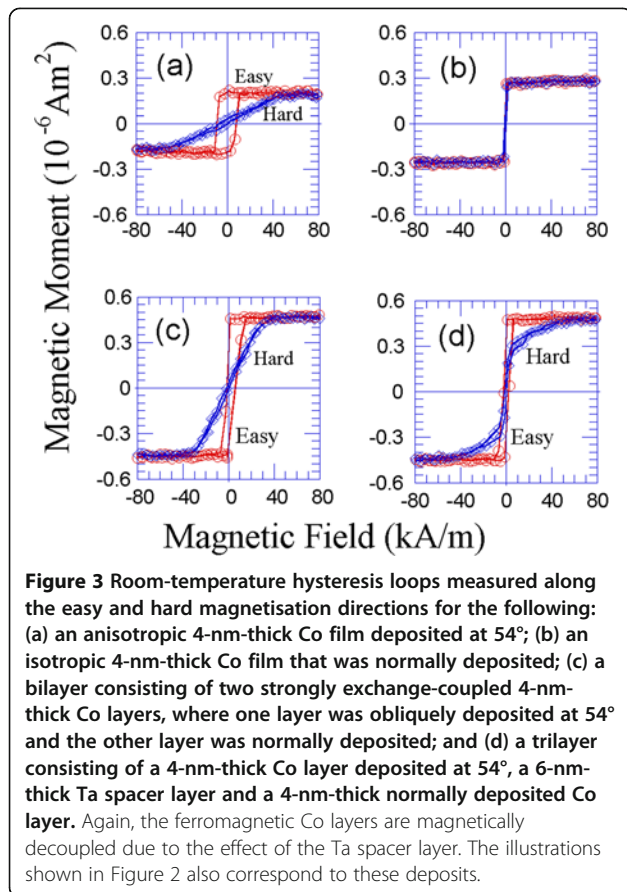 Magnetic Moment (10⁻⁶ Am²)
(a)
Easy
Hard
0.6
0.3
0
-0.3
-0.6
-80 -40 0 40 80
(b)
0.6
0.3
0
-0.3
-0.6
-80 -40 0 40 80
(c)
Hard
Easy
0.6
0.3
0
-0.3
-0.6
-80 -40 0 40 80
(d)
Hard
Easy
0.6
0.3
0
-0.3
-0.6
-80 -40 0 40 80
Magnetic Field (kA/m)
Figure 3 Room-temperature hysteresis loops measured along
the easy and hard magnetisation directions for the following:
(a) an anisotropic 4-nm-thick Co film deposited at 54°; (b) an
isotropic 4-nm-thick Co film that was normally deposited; (c) a
bilayer consisting of two strongly exchange-coupled 4-nm-
thick Co layers, where one layer was obliquely deposited at 54°
and the other layer was normally deposited; and (d) a trilayer
consisting of a 4-nm-thick Co layer deposited at 54°, a 6-nm-
thick Ta spacer layer and a 4-nm-thick normally deposited Co
layer. Again, the ferromagnetic Co layers are magnetically
decoupled due to the effect of the Ta spacer layer. The illustrations
shown in Figure 2 also correspond to these deposits.